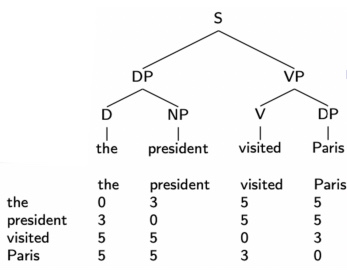 S
DP VP
D NP V DP
the president visited Paris
the president visited Paris
the 0 3 5 5
president 3 0 5 5
visited 5 5 0 3
Paris 5 5 3 0